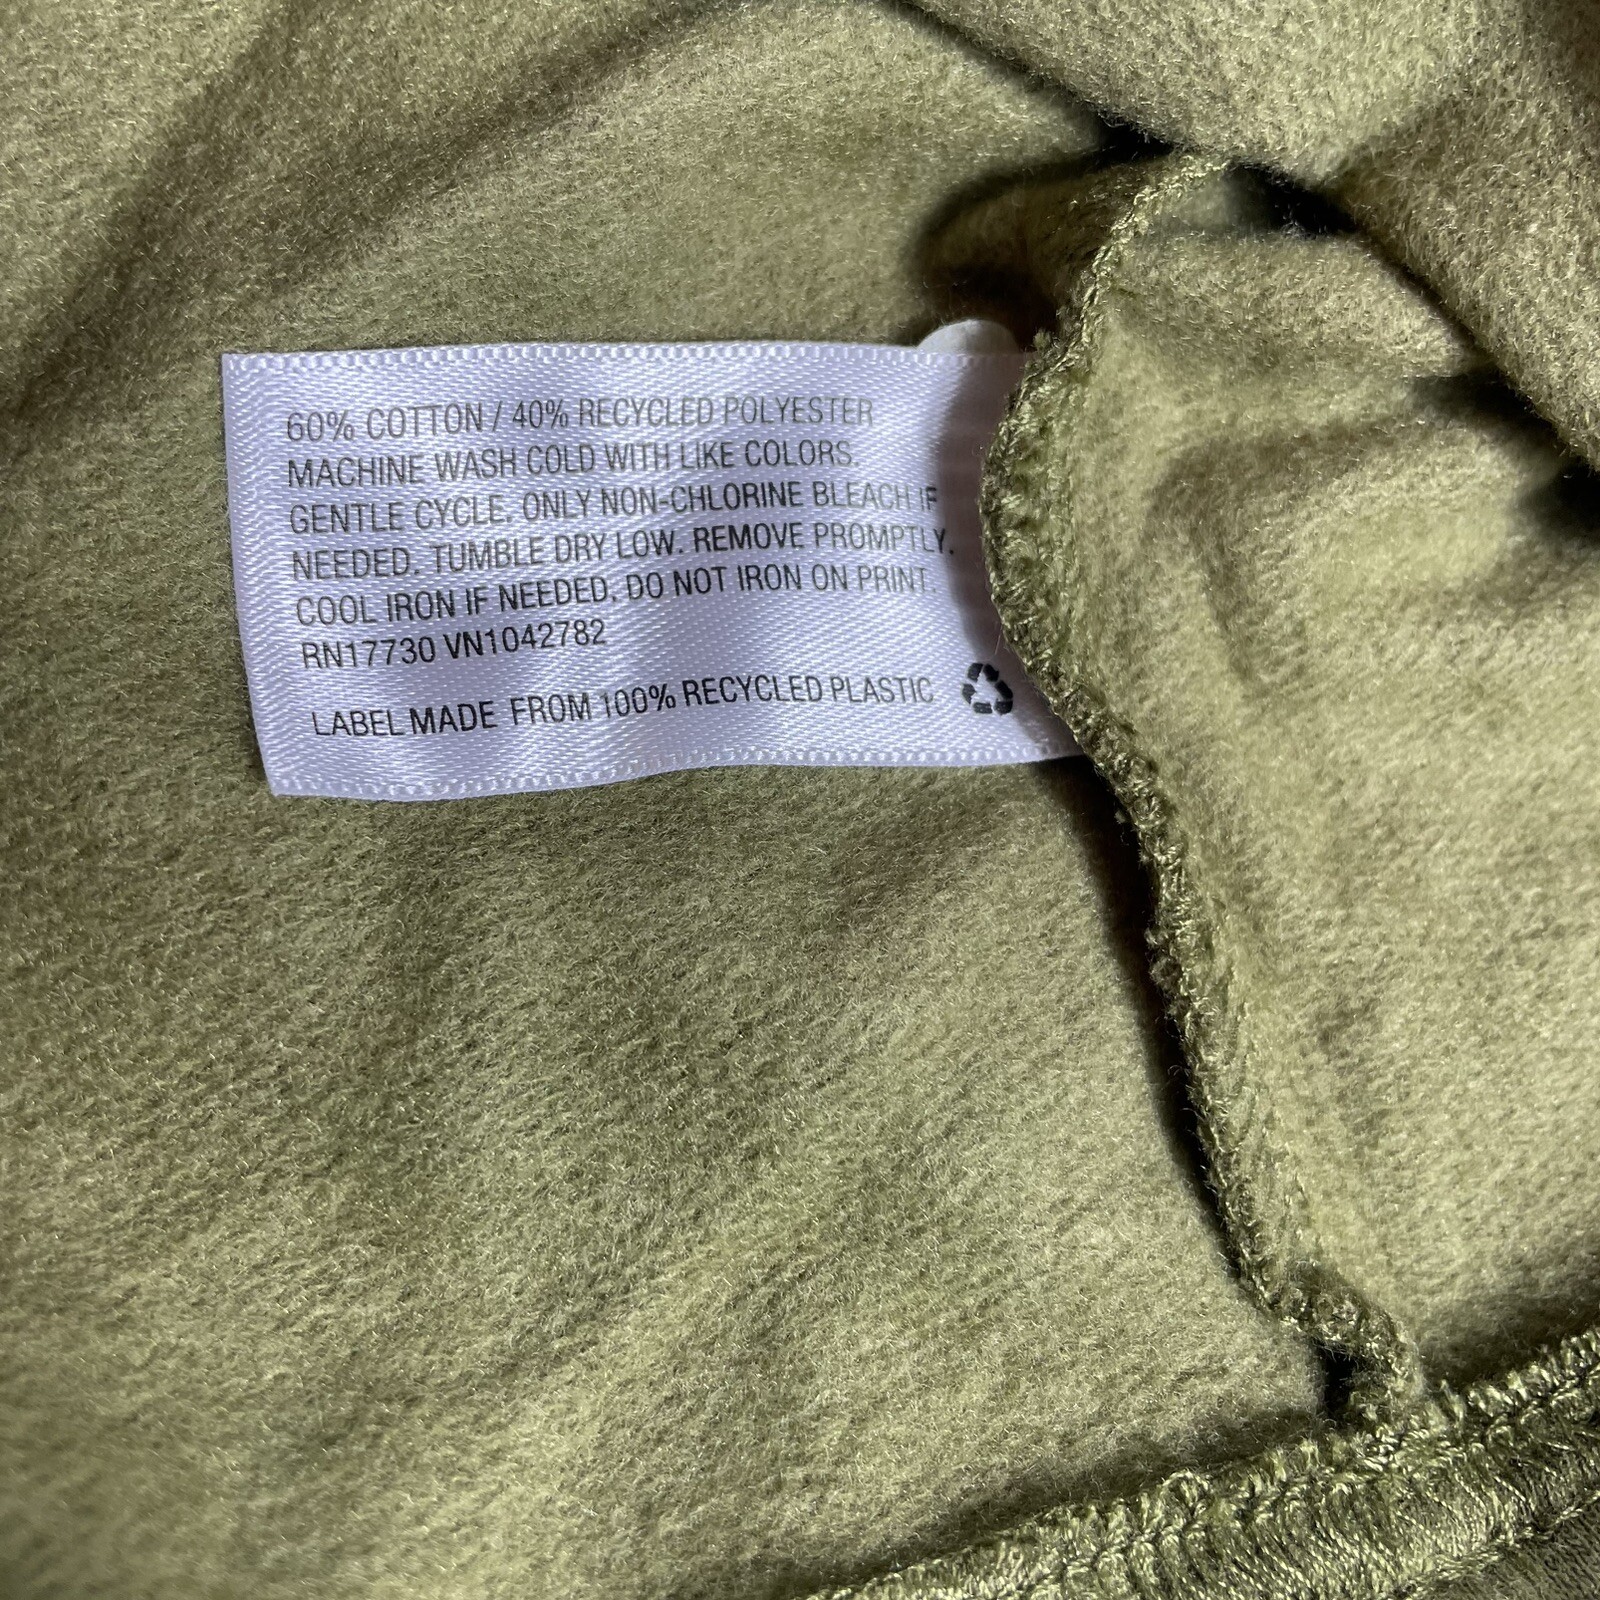 60% COTTON / 40% RECYCLED POLYESTER
MACHINE WASH COLD WITH LIKE COLORS.
GENTLE CYCLE. ONLY NON-CHLORINE BLEACH IF
NEEDED. TUMBLE DRY LOW. REMOVE PROMPTLY.
COOL IRON IF NEEDED. DO NOT IRON ON PRINT.
RN17730 VN1042782
LABEL MADE FROM 100% RECYCLED PLASTIC